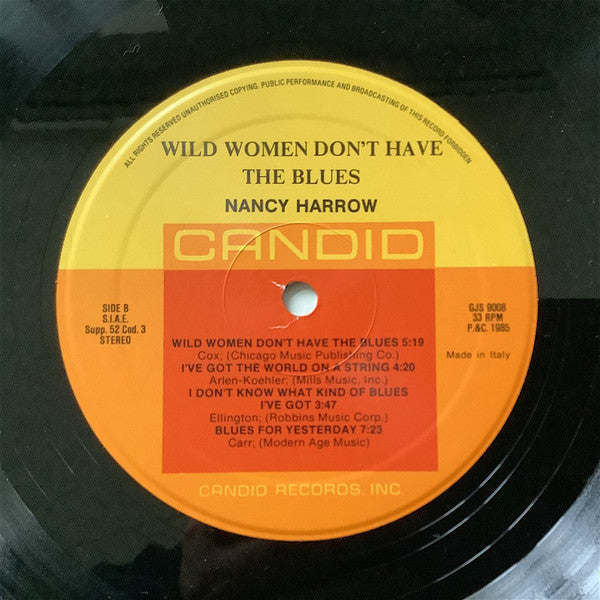 ALL RIGHTS RESERVED UNAUTHORISED COPYING, PUBLIC PERFORMANCE AND BROADCASTING OF THIS RECORD FORBIDDEN
WILD WOMEN DON'T HAVE
THE BLUES
NANCY HARROW
CANDID
SIDE B
S.I.A.E.
Supp. 52 Cod. 3
STEREO
GJS 9008
33 RPM
P.&C. 1985
Made in Italy
WILD WOMEN DON'T HAVE THE BLUES 5:19
Cox; (Chicago Music Publishing Co.)
I'VE GOT THE WORLD ON A STRING 4:20
Arlen-Koehler; (Mills Music, Inc.)
I DON'T KNOW WHAT KIND OF BLUES
I'VE GOT 3:47
Ellington; (Robbins Music Corp.)
BLUES FOR YESTERDAY 7:23
Carr; (Modern Age Music)
CANDID RECORDS, INC.